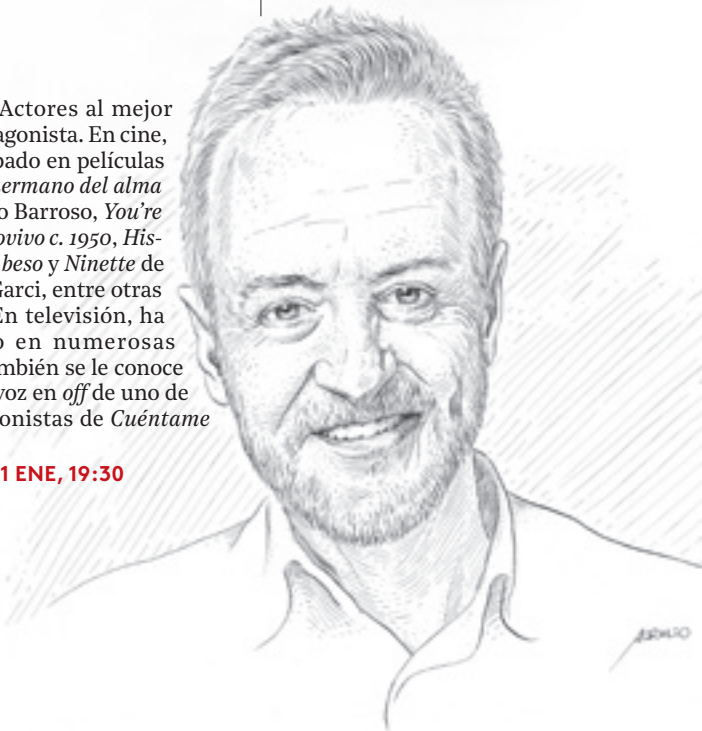 Actores al mejor
agonista. En cine,
pado en películas
ermano del alma
o Barroso, You’re
ovivo c. 1950, His-
beso y Ninette de
Garci, entre otras
En televisión, ha
o en numerosas
mbién se le conoce
voz en off de uno de
onistas de Cuéntame
1 ENE, 19:30